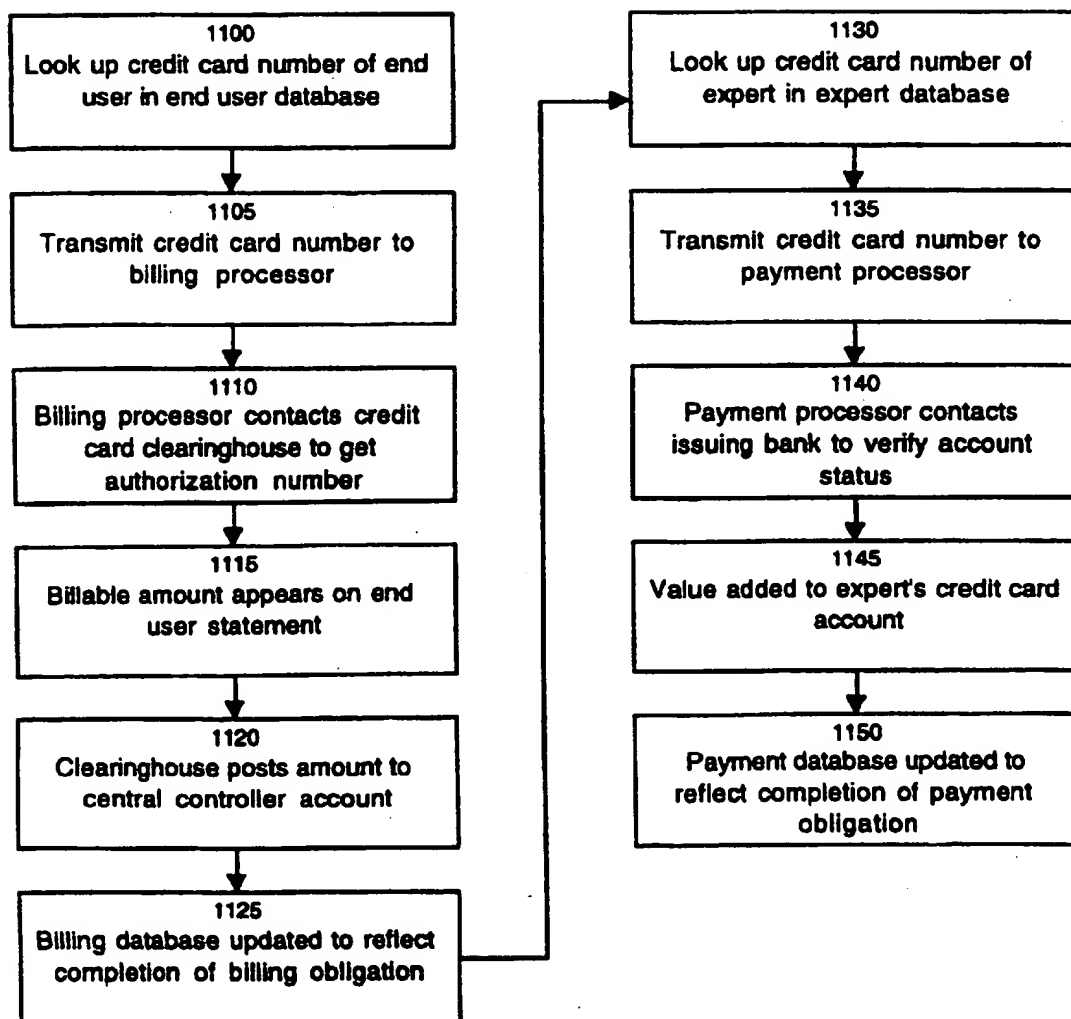 1100
Look up credit card number of end
user in end user database
1105
Transmit credit card number to
billing processor
1110
Billing processor contacts credit
card clearinghouse to get
authorization number
1115
Billable amount appears on end
user statement
1120
Clearinghouse posts amount to
central controller account
1125
Billing database updated to reflect
completion of billing obligation
1130
Look up credit card number of
expert in expert database
1135
Transmit credit card number to
payment processor
1140
Payment processor contacts
issuing bank to verify account
status
1145
Value added to expert's credit card
account
1150
Payment database updated to
reflect completion of payment
obligation